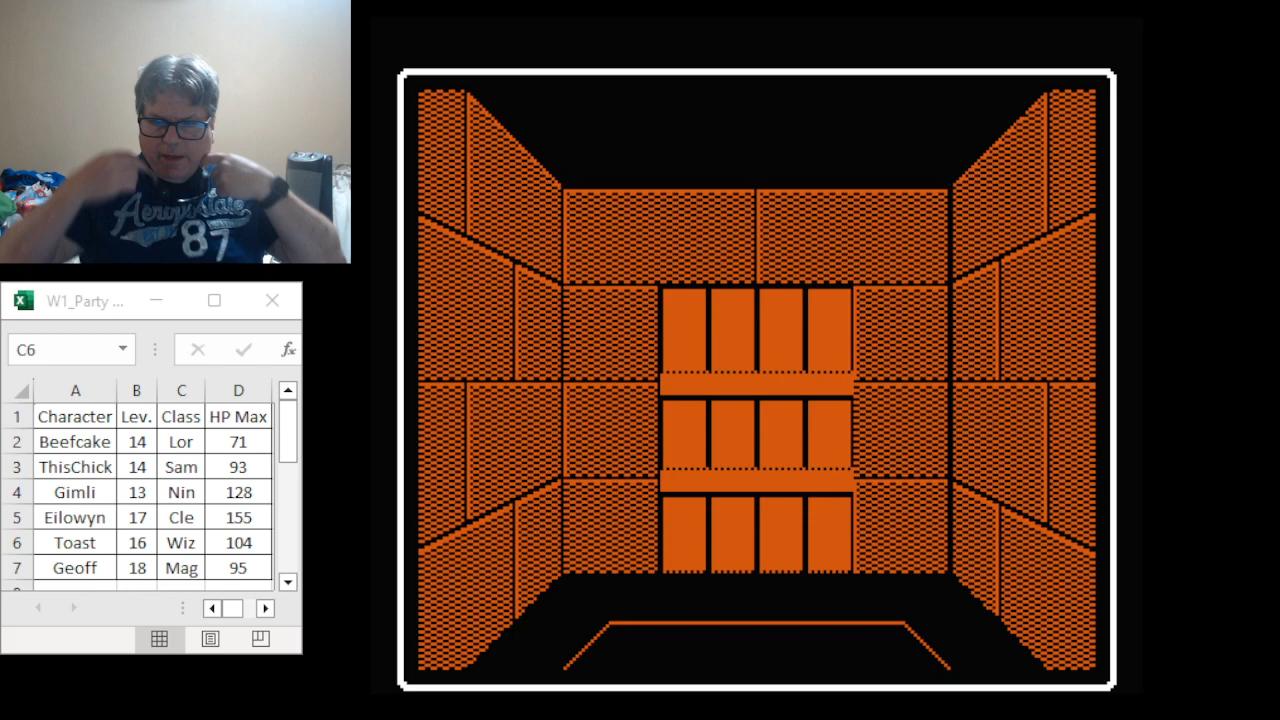 Aeropostale
87
W1_Party ...
C6
fx
A B C D
1 Character Lev. Class HP Max
2 Beefcake 14 Lor 71
3 ThisChick 14 Sam 93
4 Gimli 13 Nin 128
5 Eilowyn 17 Cle 155
6 Toast 16 Wiz 104
7 Geoff 18 Mag 95